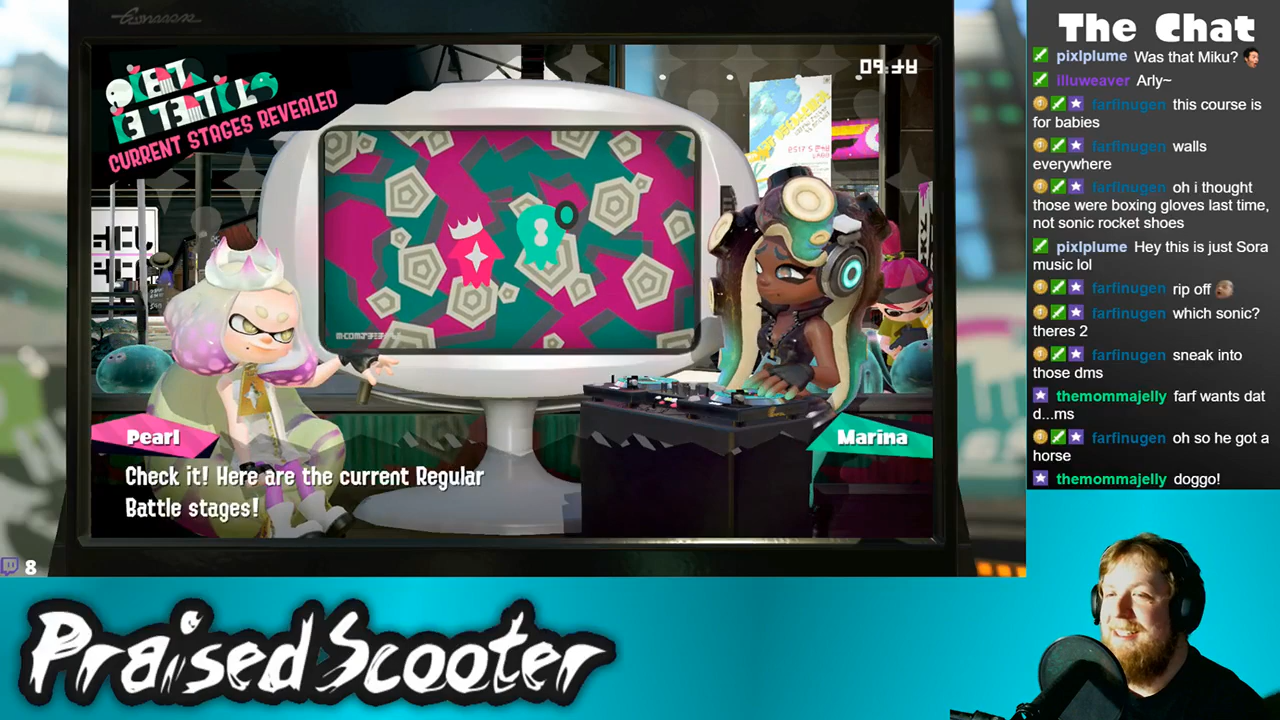 CURRENT STAGES REVEALED
Pearl
Marina
Check it! Here are the current Regular
Battle stages!
8
PraisedScooter
The Chat
pixlplume Was that Miku?
illuweaver Arly~
farfinugen this course is
for babies
farfinugen walls
everywhere
farfinugen oh i thought
those were boxing gloves last time,
not sonic rocket shoes
pixlplume Hey this is just Sora
music lol
farfinugen rip off
farfinugen which sonic?
theres 2
farfinugen sneak into
those dms
themommajelly farf wants dat
d...ms
farfinugen oh so he got a
horse
themommajelly doggo!